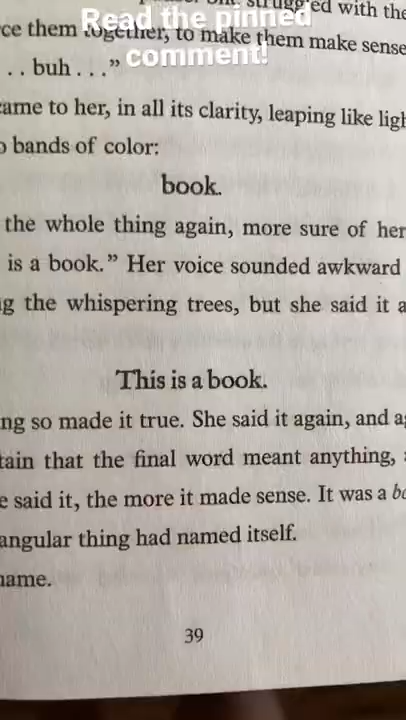 Read the pinned
comment!
struggled with the
ce them together, to make them make sense
. . buh . . .”
came to her, in all its clarity, leaping like ligh
o bands of color:
book.
the whole thing again, more sure of her
is a book.” Her voice sounded awkward
g the whispering trees, but she said it a
This is a book.
ng so made it true. She said it again, and ag
tain that the final word meant anything,
e said it, the more it made sense. It was a bo
angular thing had named itself.
name.
39